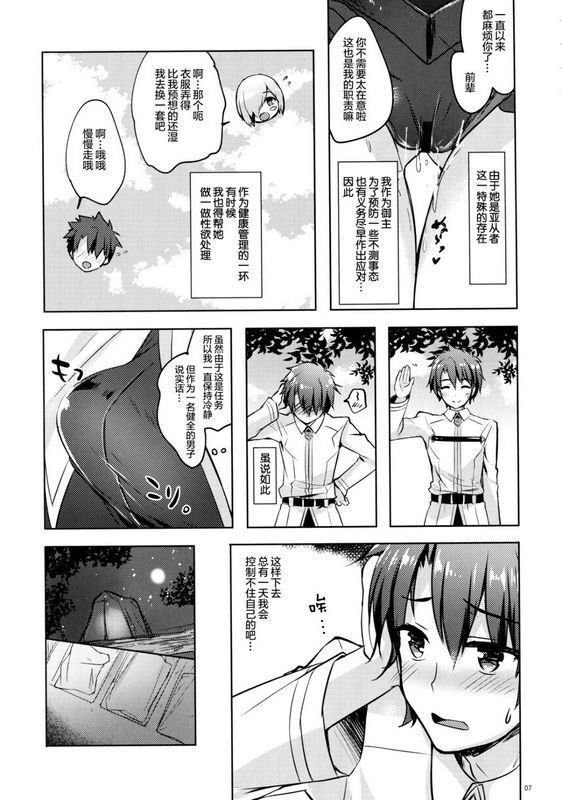 一直以来
都麻烦你了…
前辈
你不需要太在意啦
这也是我的职责嘛
由于她是亚从者
这一特殊的存在
我作为御主
为了预防一些不测事态
也有义务尽早作出应对…
因此
啊…那个呃
衣服弄得
比我预想的还湿
我去换一套吧
啊…哦哦
慢慢走哦
作为健康管理的一环
有时候
我也得帮她
做一做性欲处理
虽说如此
虽然由于这是任务
所以我一直保持冷静
但作为一名健全的男子
说实话…
もっ
这样下去
总有一天我会
控制不住自己的吧…
唉…
07